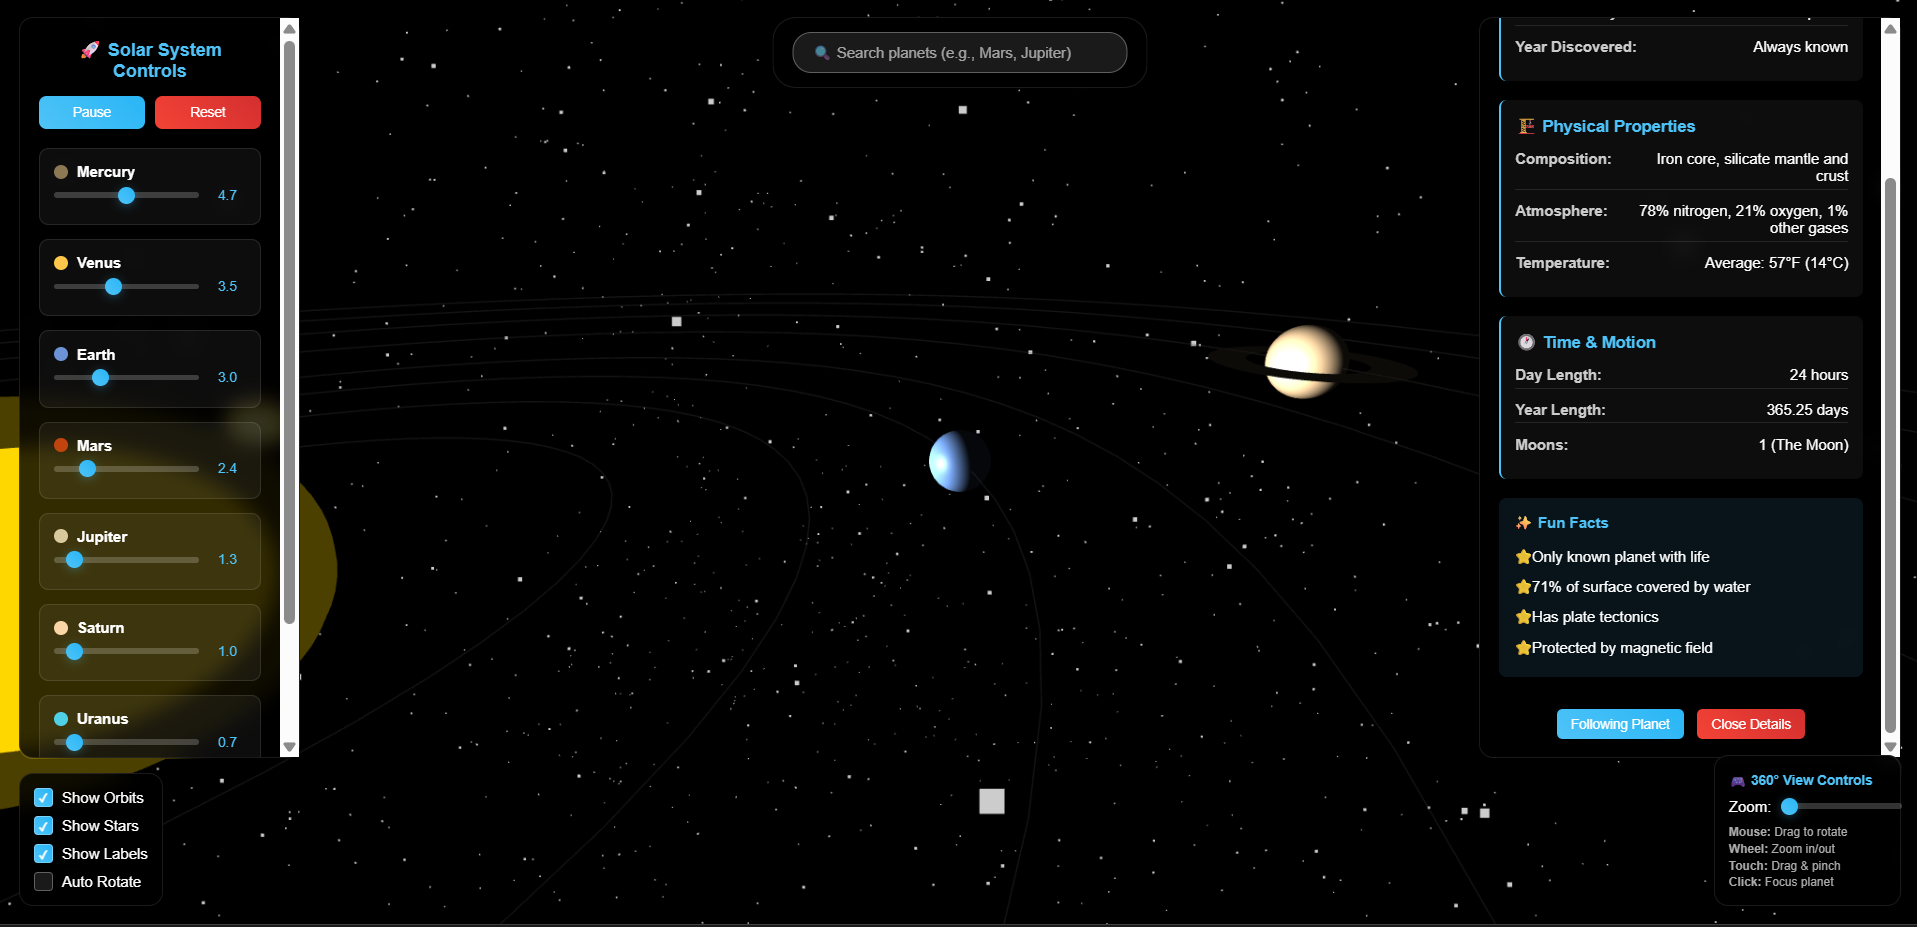 🚀 Solar System
Controls
Pause
Reset
Mercury
4.7
Venus
3.5
Earth
3.0
Mars
2.4
Jupiter
1.3
Saturn
1.0
Uranus
0.7
Show Orbits
Show Stars
Show Labels
Auto Rotate
🔍 Search planets (e.g., Mars, Jupiter)
Year Discovered: Always known
🏗️ Physical Properties
Composition: Iron core, silicate mantle and
crust
Atmosphere: 78% nitrogen, 21% oxygen, 1%
other gases
Temperature: Average: 57°F (14°C)
🕐 Time & Motion
Day Length: 24 hours
Year Length: 365.25 days
Moons: 1 (The Moon)
✨ Fun Facts
⭐Only known planet with life
⭐71% of surface covered by water
⭐Has plate tectonics
⭐Protected by magnetic field
Following Planet
Close Details
🎮 360° View Controls
Zoom:
Mouse: Drag to rotate
Wheel: Zoom in/out
Touch: Drag & pinch
Click: Focus planet